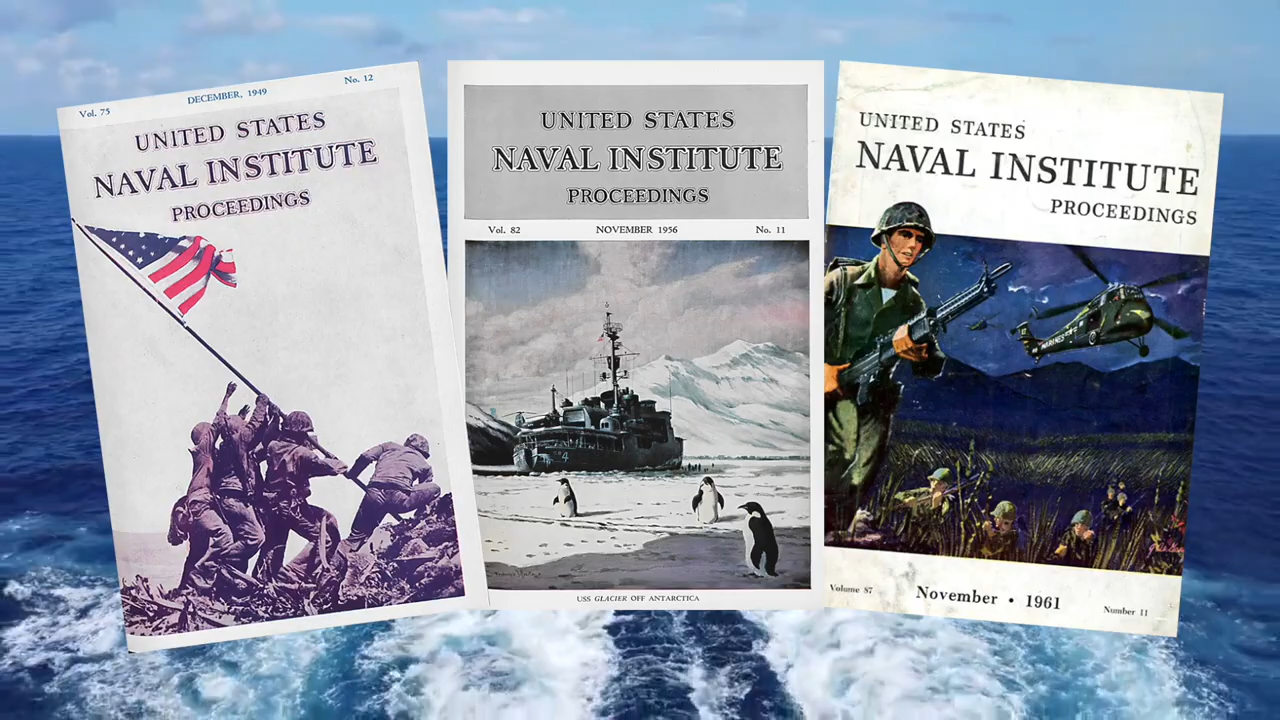 Vol. 75 DECEMBER, 1949 No. 12
UNITED STATES
NAVAL INSTITUTE
PROCEEDINGS
UNITED STATES
NAVAL INSTITUTE
PROCEEDINGS
Vol. 82 NOVEMBER 1956 No. 11
4
USS GLACIER OFF ANTARCTICA
UNITED STATES
NAVAL INSTITUTE
PROCEEDINGS
MARINES
Volume 87 November • 1961 Number 11